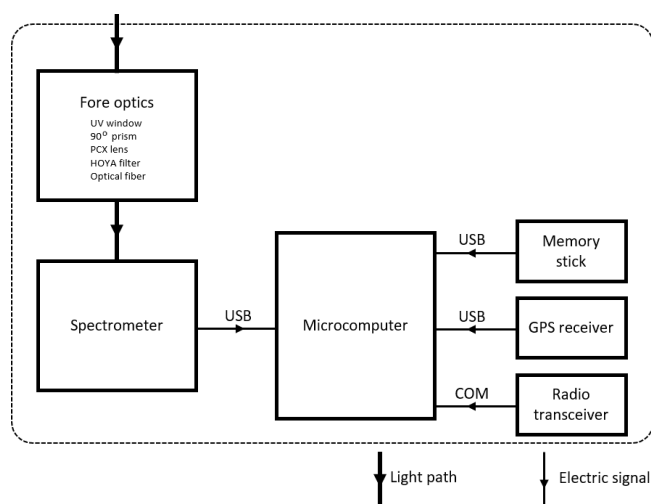 Fore optics
UV window
90° prism
PCX lens
HOYA filter
Optical fiber
Spectrometer
USB
Microcomputer
USB
Memory
stick
USB
GPS receiver
COM
Radio
transceiver
Light path
Electric signal